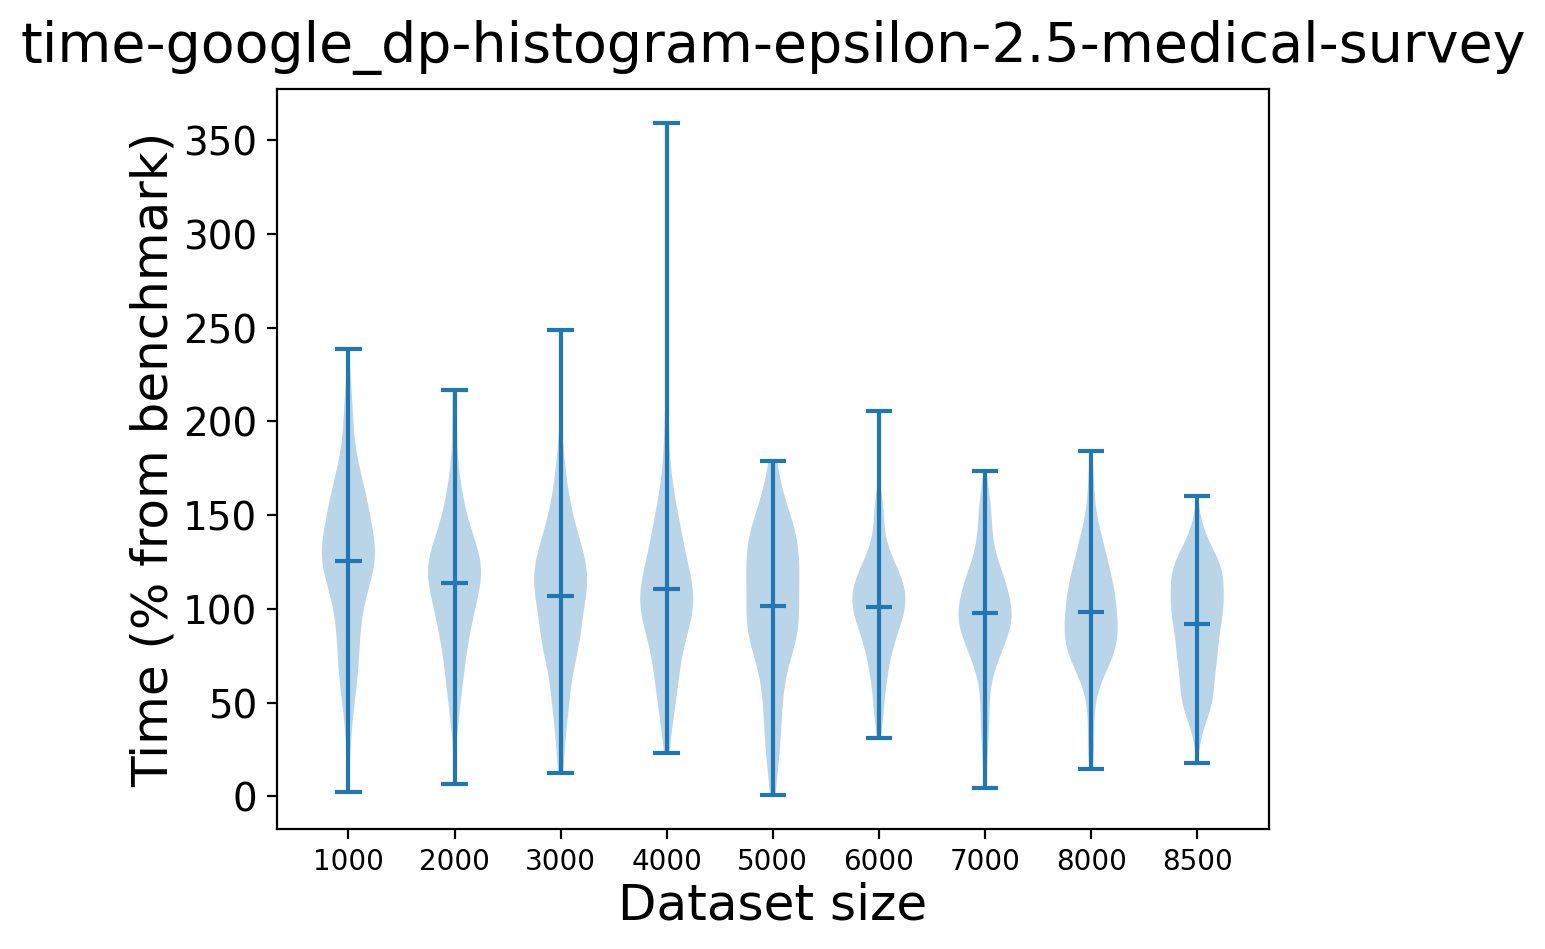 time-google_dp-histogram-epsilon-2.5-medical-survey
Time (% from benchmark)
350
300
250
200
150
100
50
0
1000 2000 3000 4000 5000 6000 7000 8000 8500
Dataset size